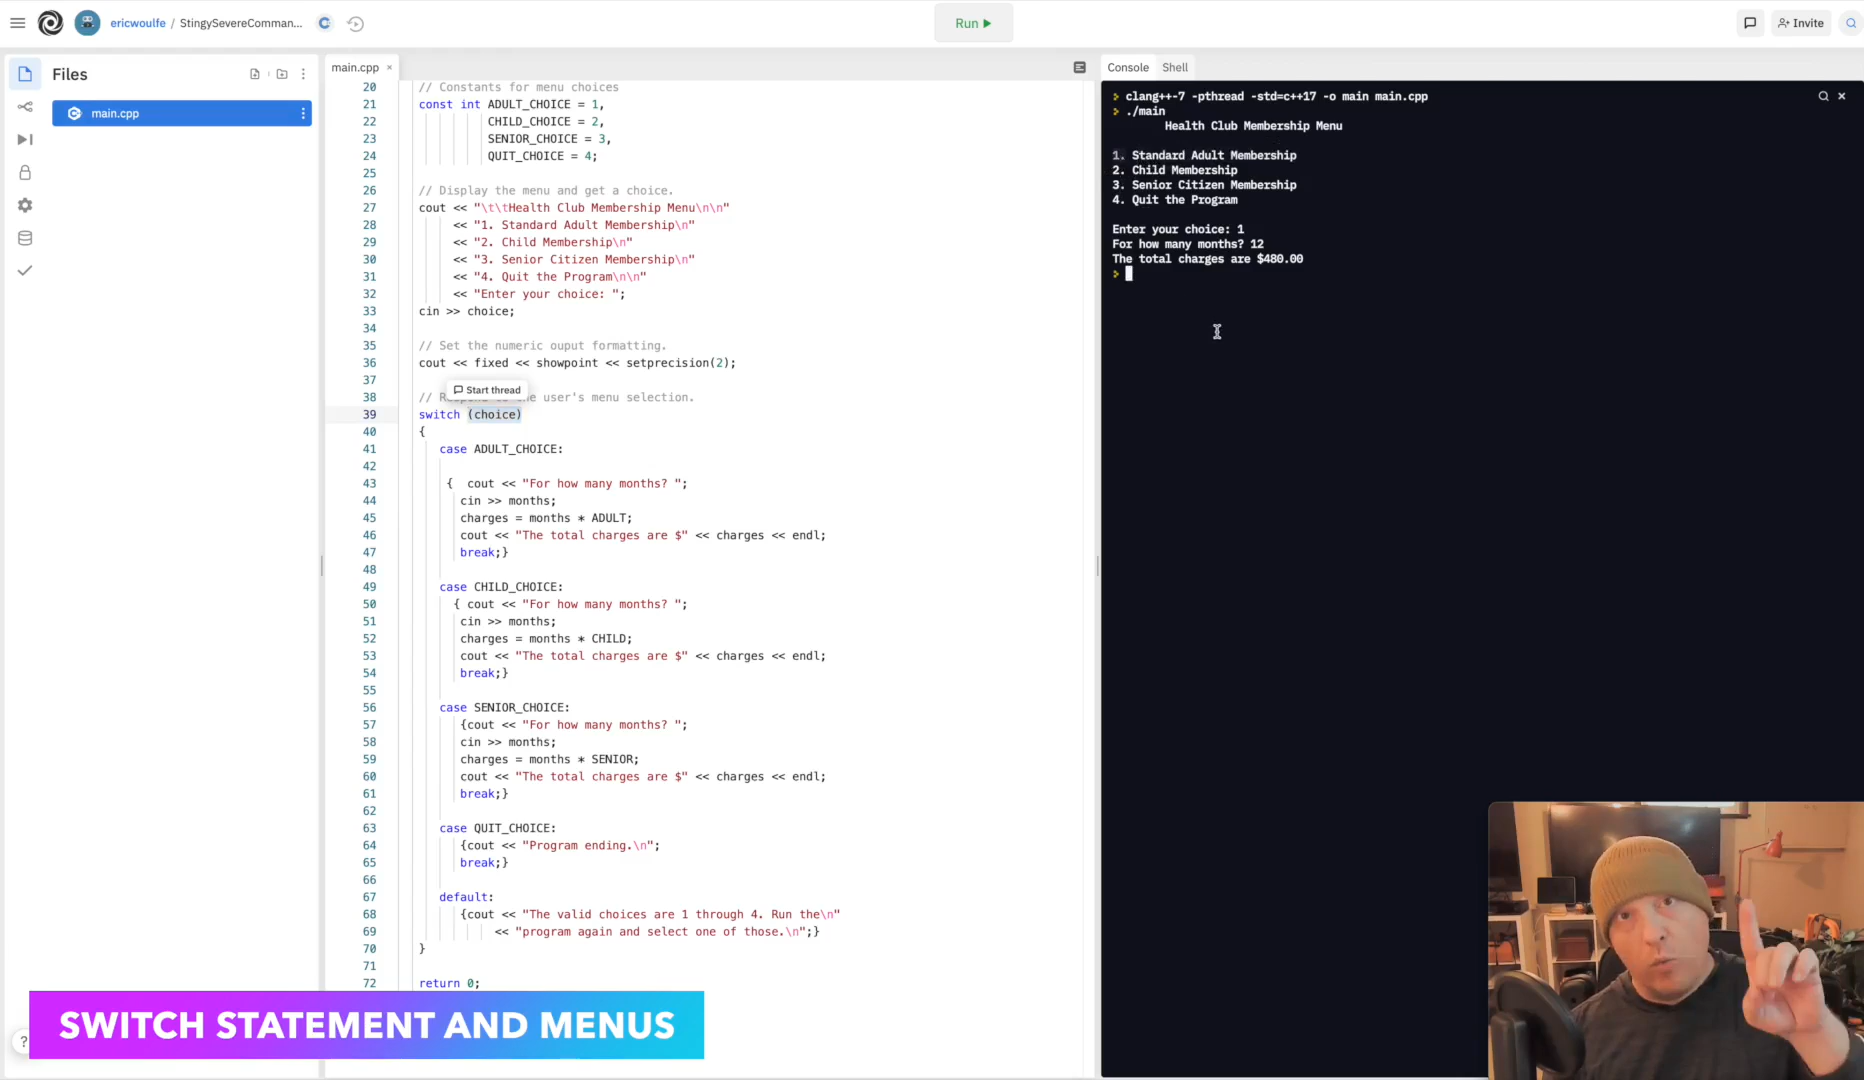 ericwoulfe / StingySevereComman...
Run
Invite
Files
main.cpp
main.cpp ×
20 // Constants for menu choices
21 const int ADULT_CHOICE = 1,
22 CHILD_CHOICE = 2,
23 SENIOR_CHOICE = 3,
24 QUIT_CHOICE = 4;
25
26 // Display the menu and get a choice.
27 cout << "\t\tHealth Club Membership Menu\n\n"
28 << "1. Standard Adult Membership\n"
29 << "2. Child Membership\n"
30 << "3. Senior Citizen Membership\n"
31 << "4. Quit the Program\n\n"
32 << "Enter your choice: ";
33 cin >> choice;
34
35 // Set the numeric ouput formatting.
36 cout << fixed << showpoint << setprecision(2);
37
Start thread
38 // user's menu selection.
39 switch (choice)
40 {
41 case ADULT_CHOICE:
42
43 { cout << "For how many months? ";
44 cin >> months;
45 charges = months * ADULT;
46 cout << "The total charges are $" << charges << endl;
47 break;}
48
49 case CHILD_CHOICE:
50 { cout << "For how many months? ";
51 cin >> months;
52 charges = months * CHILD;
53 cout << "The total charges are $" << charges << endl;
54 break;}
55
56 case SENIOR_CHOICE:
57 {cout << "For how many months? ";
58 cin >> months;
59 charges = months * SENIOR;
60 cout << "The total charges are $" << charges << endl;
61 break;}
62
63 case QUIT_CHOICE:
64 {cout << "Program ending.\n";
65 break;}
66
67 default:
68 {cout << "The valid choices are 1 through 4. Run the\n"
69 << "program again and select one of those.\n";}
70 }
71
72 return 0;
Console Shell
> clang++-7 -pthread -std=c++17 -o main main.cpp
> ./main
Health Club Membership Menu
1. Standard Adult Membership
2. Child Membership
3. Senior Citizen Membership
4. Quit the Program
Enter your choice: 1
For how many months? 12
The total charges are $480.00
>
?
SWITCH STATEMENT AND MENUS